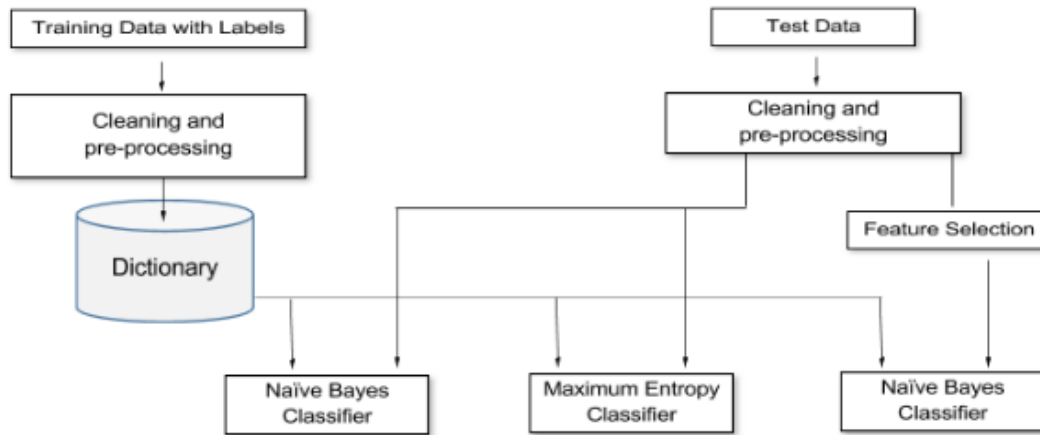 Training Data with Labels
Test Data
Cleaning and
pre-processing
Cleaning and
pre-processing
Feature Selection
Dictionary
Naïve Bayes
Classifier
Maximum Entropy
Classifier
Naïve Bayes
Classifier